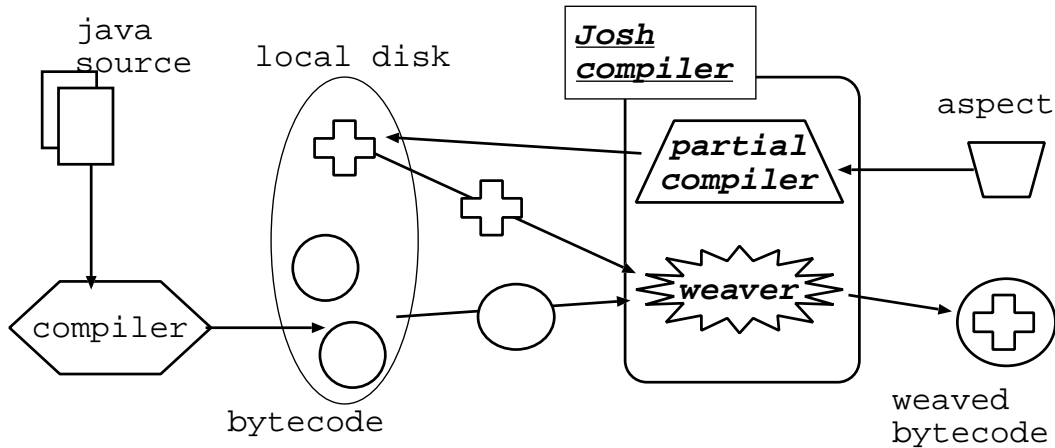 java
source
local disk
Josh
compiler
aspect
partial
compiler
weaver
compiler
bytecode
weaved
bytecode